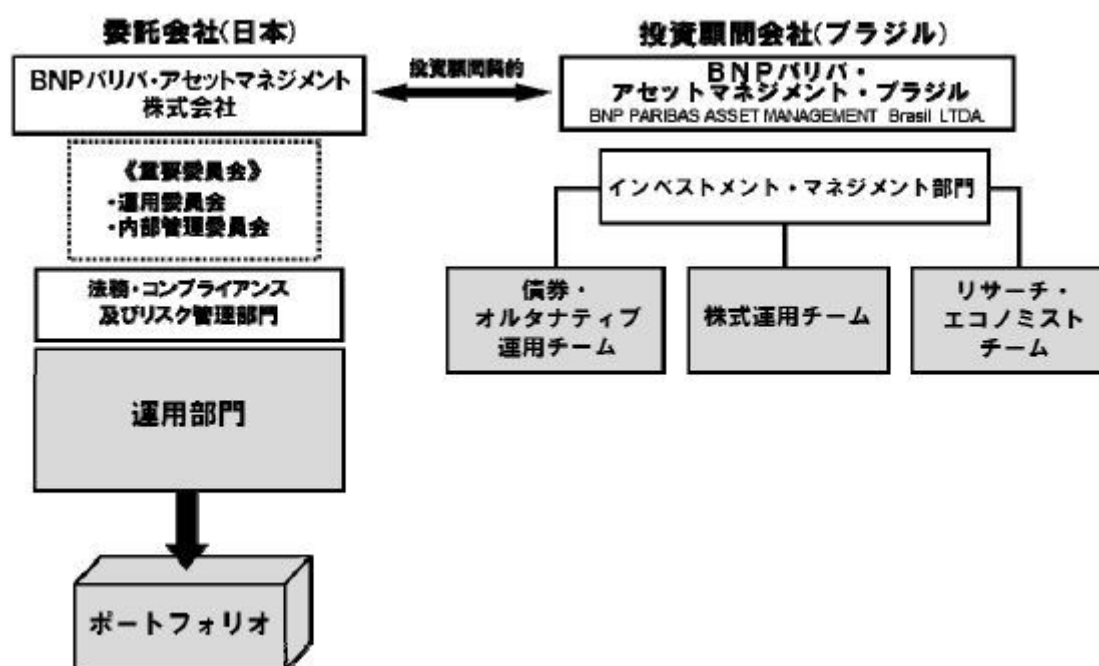 委託会社(日本)
BNPパリバ・アセットマネジメント
株式会社
《重要委員会》
・運用委員会
・内部管理委員会
法務・コンプライアンス
及びリスク管理部門
運用部門
ポートフォリオ
投資顧問契約
投資顧問会社(ブラジル)
BNPパリバ・
アセットマネジメント・ブラジル
BNP PARIBAS ASSET MANAGEMENT Brasil LTDA.
インベストメント・マネジメント部門
債券・
オルタナティブ
運用チーム
株式運用チーム
リサーチ・
エコノミスト
チーム